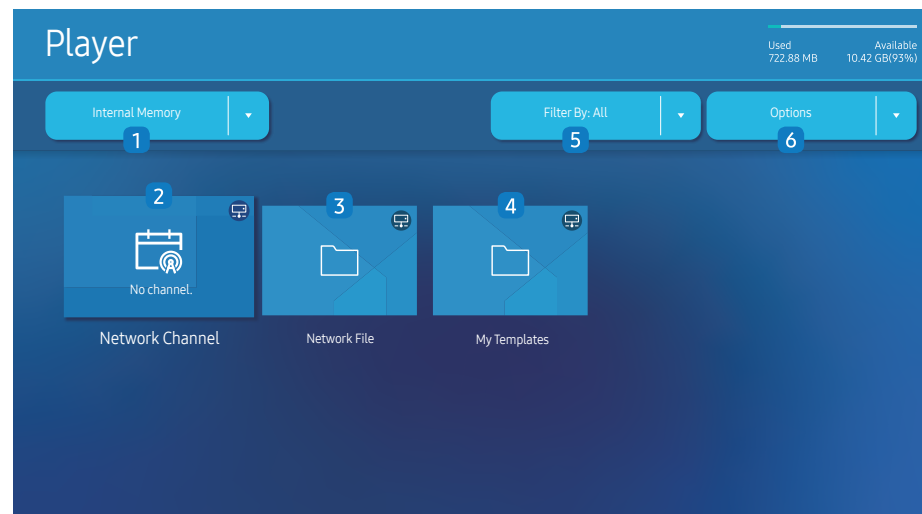 Player
Used Available
722.88 MB 10.42 GB(93%)
Internal Memory
Filter By: All
Options
1
5
6
2
3
4
No channel.
Network Channel
Network File
My Templates